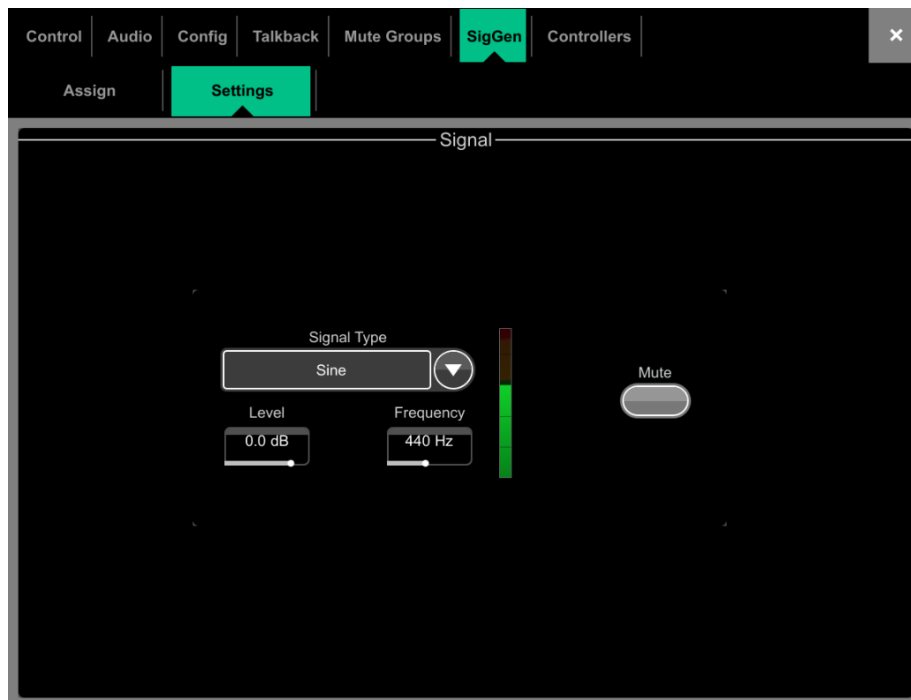 Control Audio Config Talkback Mute Groups SigGen Controllers ×
Assign Settings
Signal
Signal Type
Sine
Mute
Level Frequency
0.0 dB 440 Hz